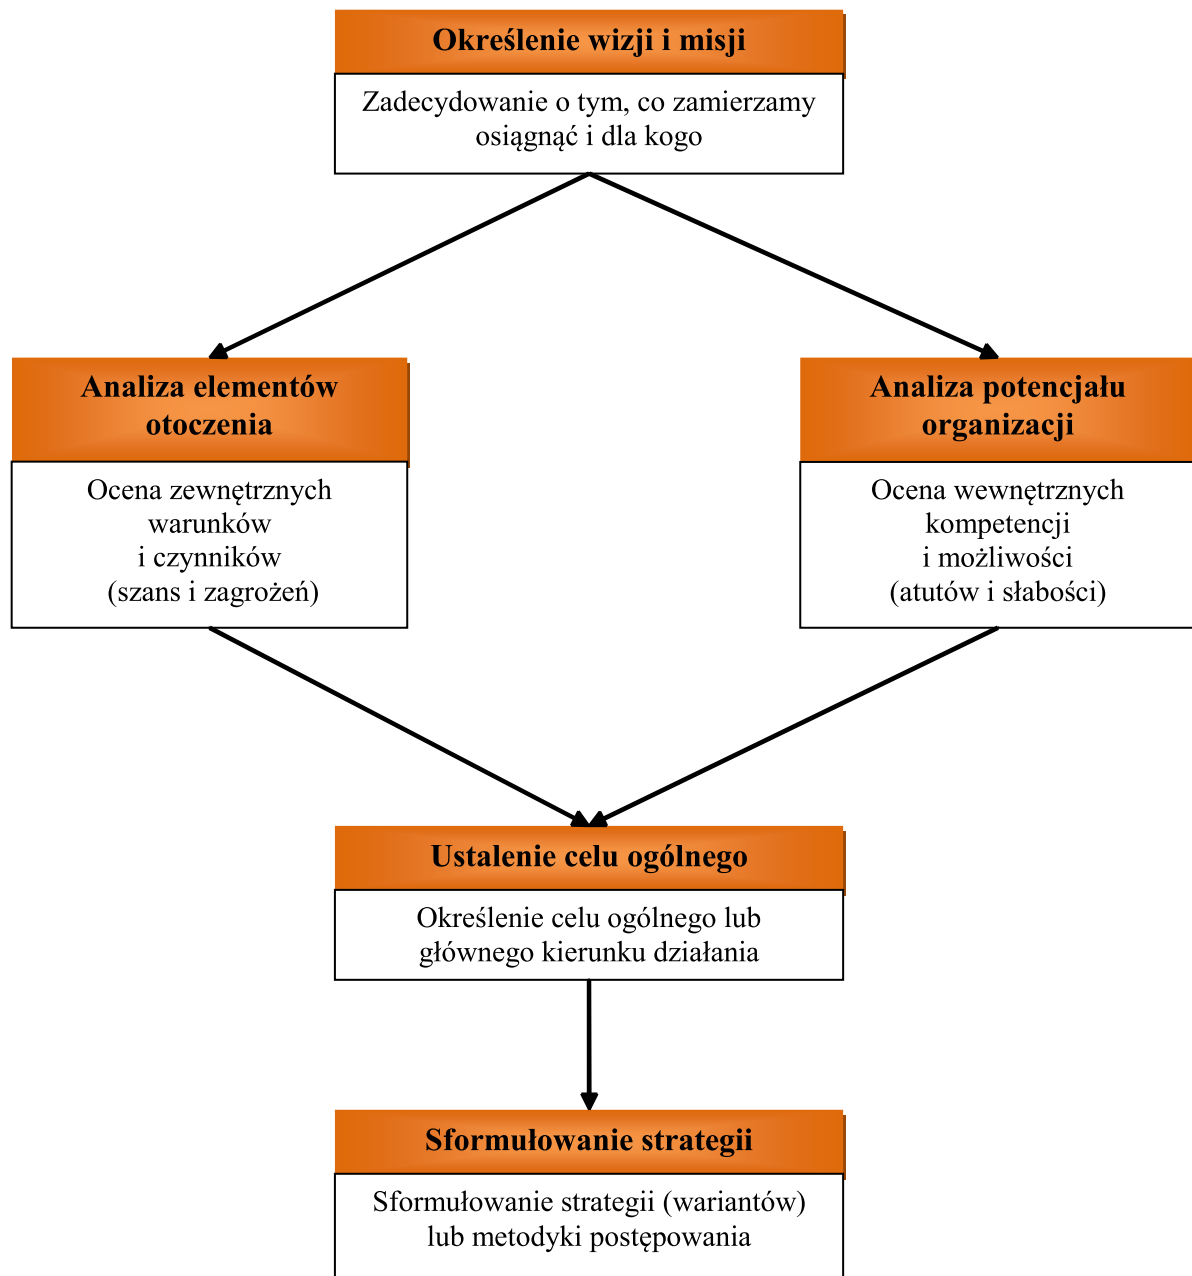 Określenie wizji i misji
Zadecydowanie o tym, co zamierzamy
osiągnąć i dla kogo
Analiza elementów
otoczenia
Ocena zewnętrznych
warunków
i czynników
(szans i zagrożeń)
Analiza potencjału
organizacji
Ocena wewnętrznych
kompetencji
i możliwości
(atutów i słabości)
Ustalenie celu ogólnego
Określenie celu ogólnego lub
głównego kierunku działania
Sformułowanie strategii
Sformułowanie strategii (wariantów)
lub metodyki postępowania